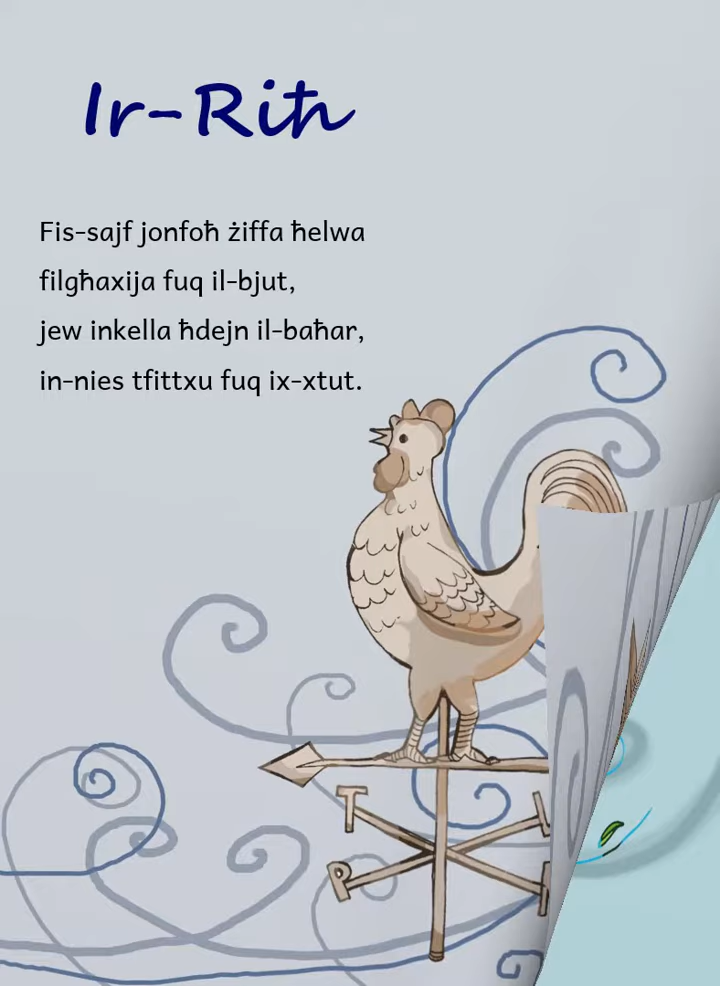 Ir-Riħ
Fis-sajf jonfoħ żiffa ħelwa
filgħaxija fuq il-bjut,
jew inkella ħdejn il-baħar,
in-nies tfittxu fuq ix-xtut.
T
P